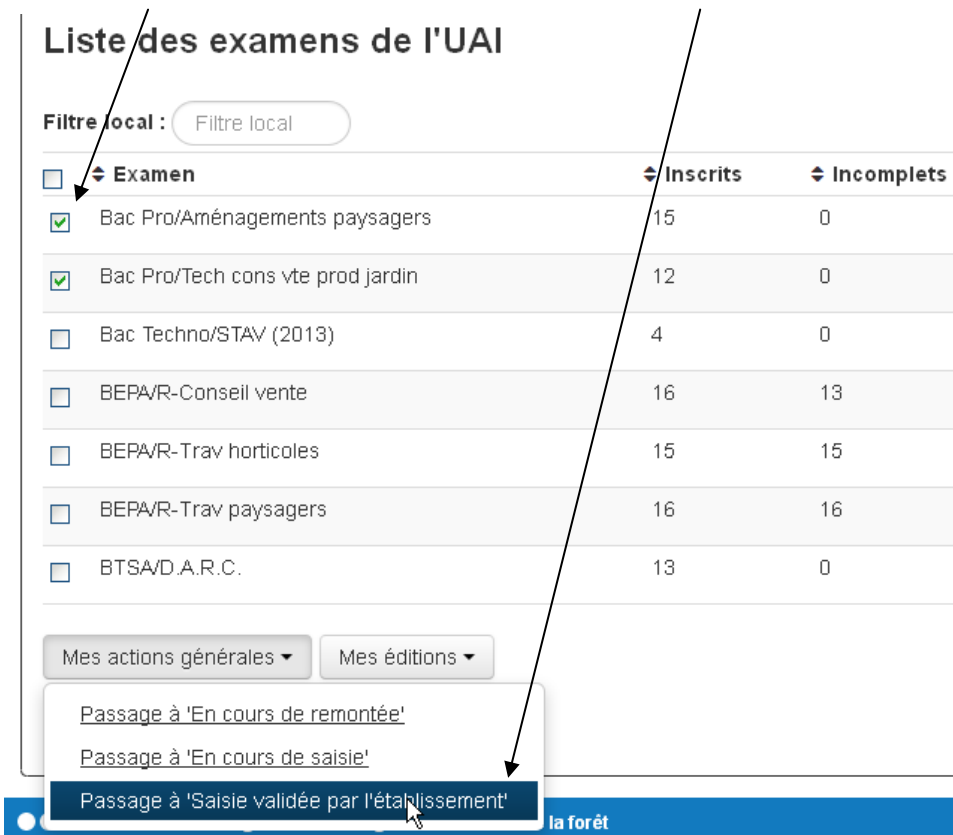 Liste des examens de l'UAI
Filtre local : Filtre local
Examen Inscrits Incomplets
Bac Pro/Aménagements paysagers 15 0
Bac Pro/Tech cons vte prod jardin 12 0
Bac Techno/STAV (2013) 4 0
BEPA/R-Conseil vente 16 13
BEPA/R-Trav horticoles 15 15
BEPA/R-Trav paysagers 16 16
BTSA/D.A.R.C. 13 0
Mes actions générales Mes éditions
Passage à 'En cours de remontée'
Passage à 'En cours de saisie'
Passage à 'Saisie validée par l'établissement'
la forêt